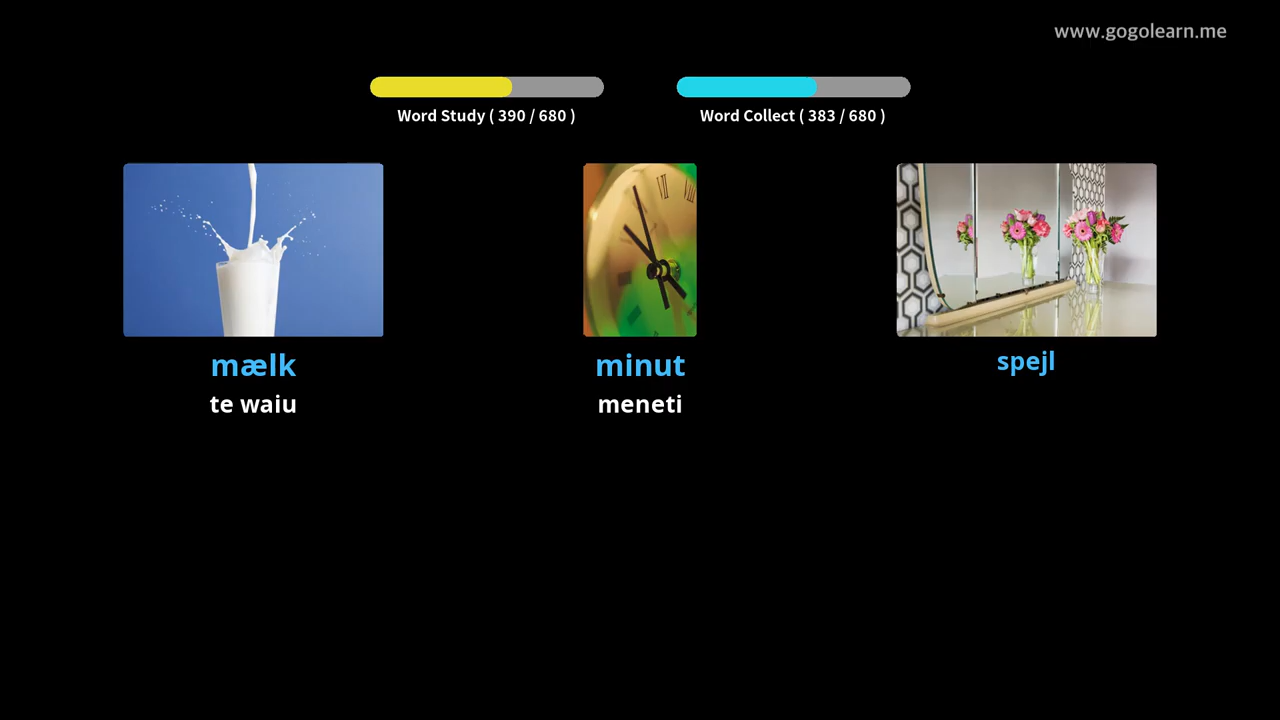 www.gogolearn.me
Word Study ( 390 / 680 )
Word Collect ( 383 / 680 )
mælk
te waiu
minut
meneti
spejl